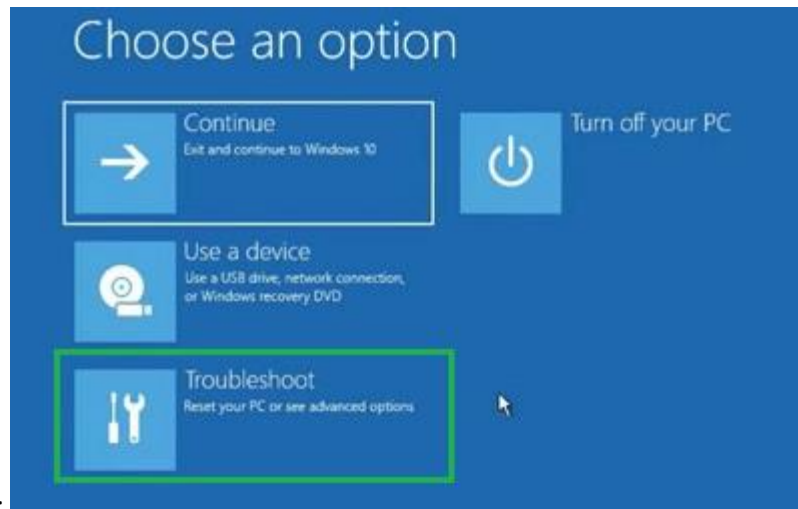 Choose an option
Continue
Exit and continue to Windows 10
Turn off your PC
Use a device
Use a USB drive, network connection,
or Windows recovery DVD
Troubleshoot
Reset your PC or see advanced options